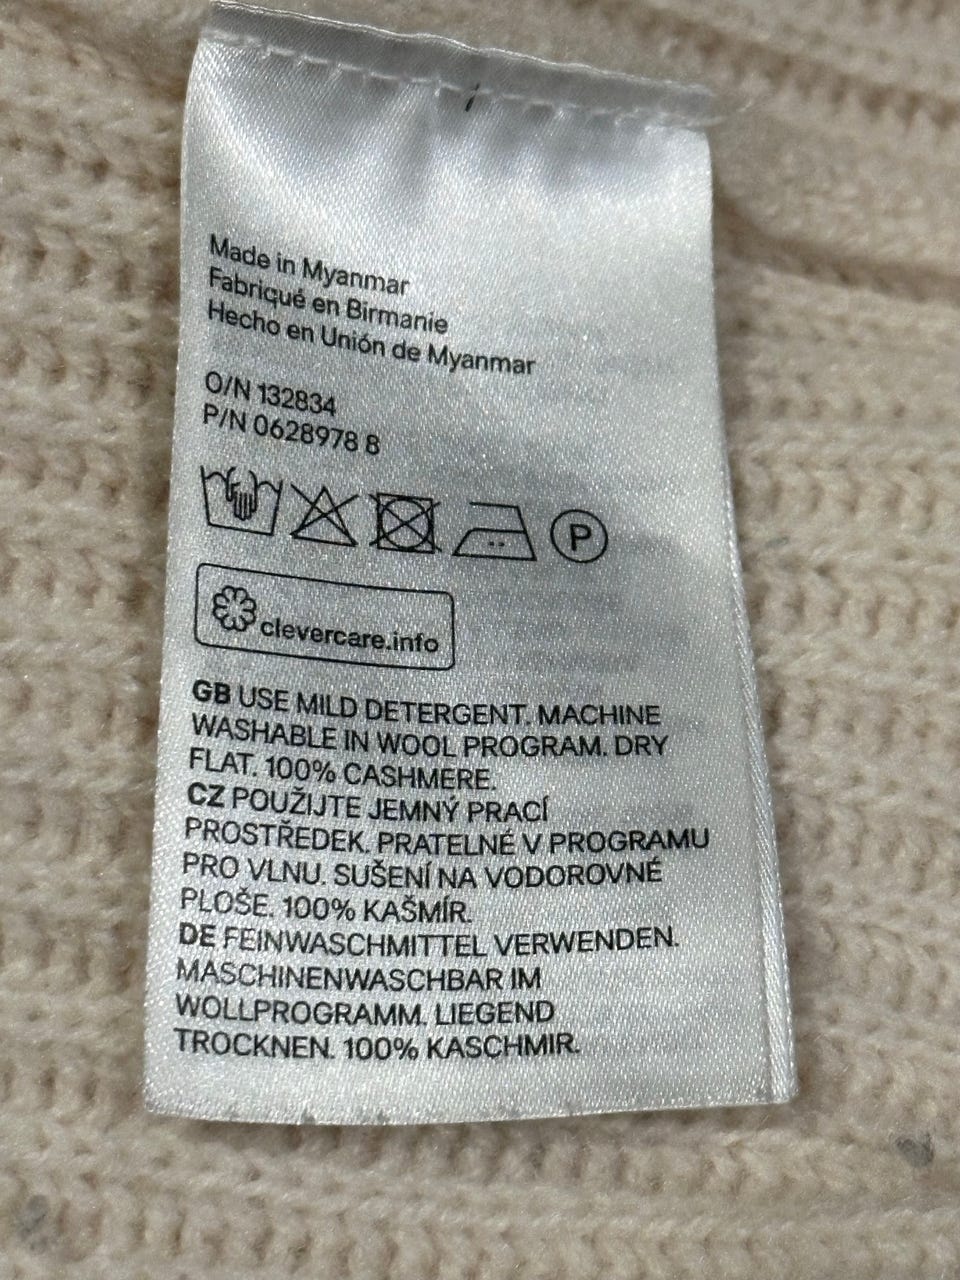 Made in Myanmar
Fabriqué en Birmanie
Hecho en Unión de Myanmar
O/N 132834
P/N 0628978 8
P
clevercare.info
GB USE MILD DETERGENT. MACHINE
WASHABLE IN WOOL PROGRAM. DRY
FLAT. 100% CASHMERE.
CZ POUŽIJTE JEMNÝ PRACÍ
PROSTŘEDEK. PRATELNÉ V PROGRAMU
PRO VLNU. SUŠENÍ NA VODOROVNÉ
PLOŠE. 100% KAŠMÍR.
DE FEINWASCHMITTEL VERWENDEN.
MASCHINENWASCHBAR IM
WOLLPROGRAMM. LIEGEND
TROCKNEN. 100% KASCHMIR.